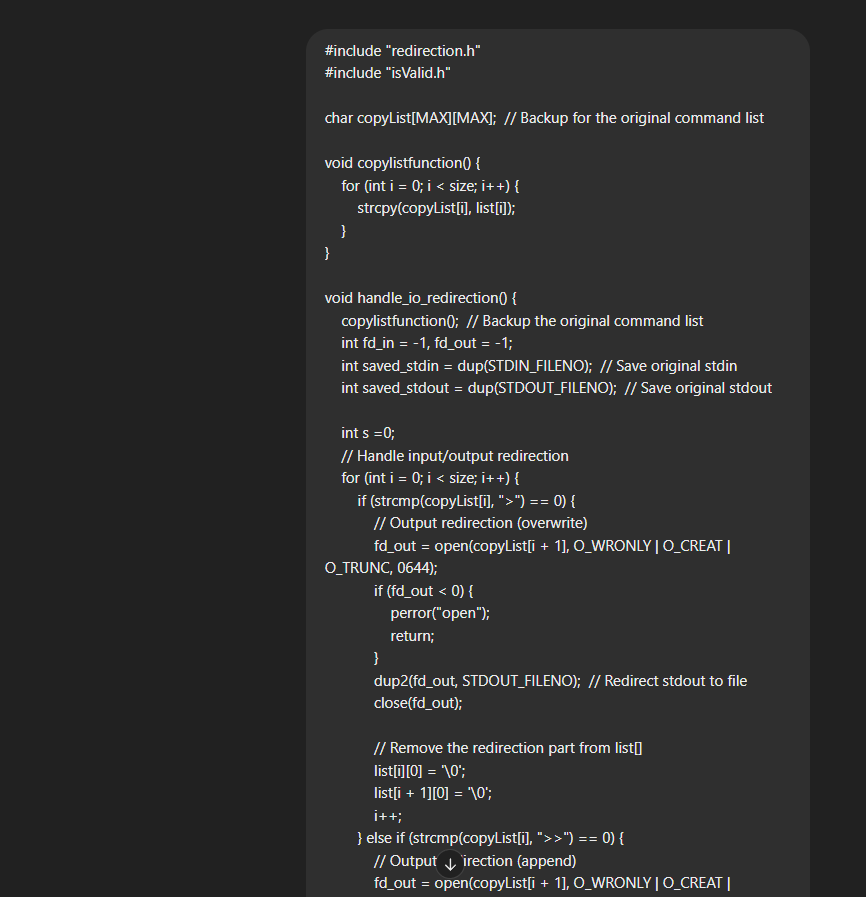 #include "redirection.h"
#include "isValid.h"
char copyList[MAX][MAX];  // Backup for the original command list
void copylistfunction() {
for (int i = 0; i < size; i++) {
strcpy(copyList[i], list[i]);
}
}
void handle_io_redirection() {
copylistfunction();  // Backup the original command list
int fd_in = -1, fd_out = -1;
int saved_stdin = dup(STDIN_FILENO);  // Save original stdin
int saved_stdout = dup(STDOUT_FILENO);  // Save original stdout
int s =0;
// Handle input/output redirection
for (int i = 0; i < size; i++) {
if (strcmp(copyList[i], ">") == 0) {
// Output redirection (overwrite)
fd_out = open(copyList[i + 1], O_WRONLY | O_CREAT |
O_TRUNC, 0644);
if (fd_out < 0) {
perror("open");
return;
}
dup2(fd_out, STDOUT_FILENO);  // Redirect stdout to file
close(fd_out);
// Remove the redirection part from list[]
list[i][0] = '\0';
list[i + 1][0] = '\0';
i++;
} else if (strcmp(copyList[i], ">>") == 0) {
// Output irection (append)
fd_out = open(copyList[i + 1], O_WRONLY | O_CREAT |